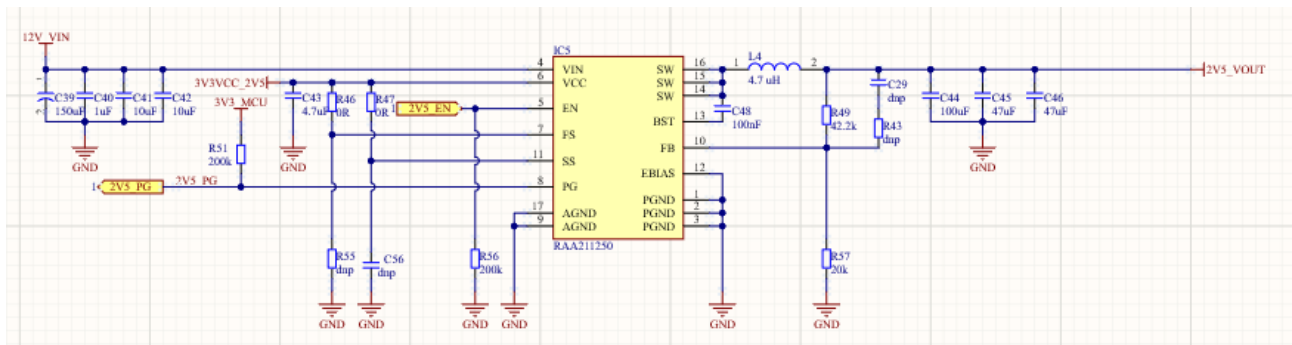 12V_VIN
C39
150uF
C40
1uF
C41
10uF
C42
10uF
3V3VCC_2V5
3V3_MCU
C43
4.7uF
R46
0R
R47
0R
2V5_EN
R51
200k
1
2V5_PG
2V5_PG
GND
GND
R55
dnp
C56
dnp
R56
200k
GND
GND
GND
GND
IC5
4
VIN
6
VCC
5
EN
7
FS
11
SS
8
PG
17
AGND
9
AGND
RAA211250
SW
16
SW
15
SW
14
BST
13
FB
10
EBIAS
12
PGND
1
PGND
2
PGND
3
1
L4
2
4.7 uH
C48
100nF
R49
42.2k
C29
dnp
R43
dnp
C44
100uF
C45
47uF
C46
47uF
2V5_VOUT
GND
R57
20k
GND
GND